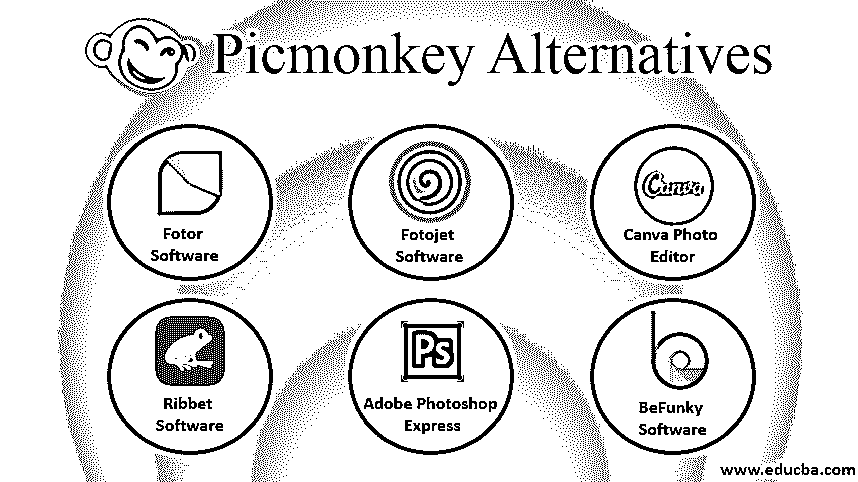 Picmonkey Alternatives
Fotor
Software
Fotojet
Software
Canva
Canva Photo
Editor
Ribbet
Software
Ps
Adobe Photoshop
Express
BeFunky
Software
www.educba.com